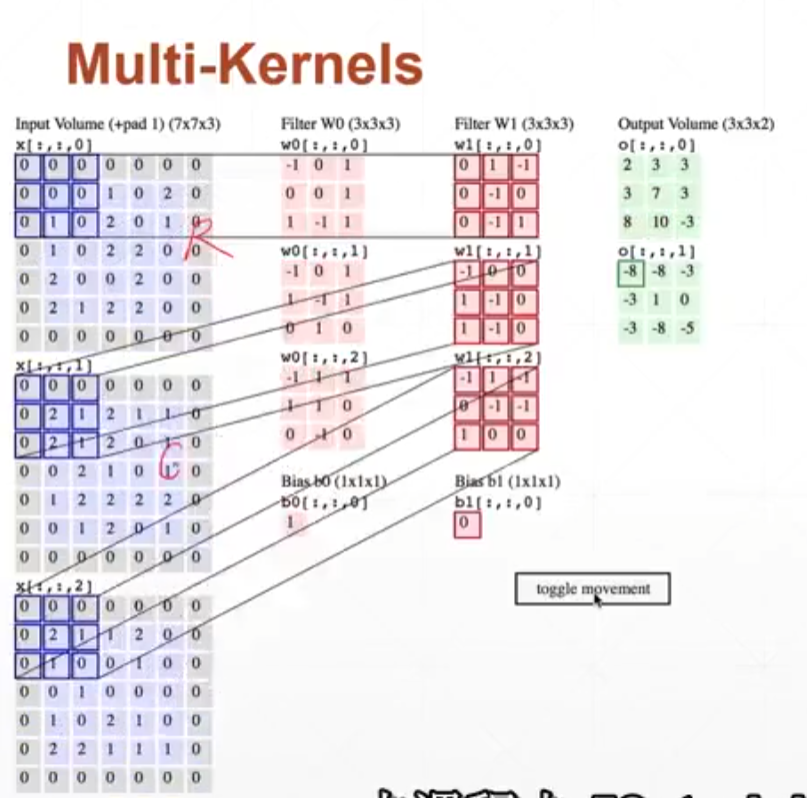 Multi-Kernels
Input Volume (+pad 1) (7x7x3)
x[:,:,0]
0 0 0 0 0 0 0
0 0 0 1 0 2 0
0 1 0 2 0 1 0
R
0 1 0 2 2 0 0
0 2 0 0 2 0 0
0 2 1 2 2 0 0
0 0 0 0 0 0 0
x[:,:,1]
0 0 0 0 0 0 0
0 2 1 2 1 1 0
0 2 1 2 0 1 0
0 0 2 1 0 1 0
0 1 2 2 2 2 0
0 0 1 2 0 1 0
0 0 0 0 0 0 0
x[:,:,2]
0 0 0 0 0 0 0
0 2 1 1 2 0 0
0 1 0 0 1 0 0
0 0 1 0 0 0 0
0 1 0 2 1 0 0
0 2 2 1 1 1 0
0 0 0 0 0 0 0
Filter W0 (3x3x3)
w0[:,:,0]
-1 0 1
0 0 1
1 -1 1
w0[:,:,1]
-1 0 1
1 -1 1
0 1 0
w0[:,:,2]
-1 1 1
1 1 0
0 -1 0
Bias b0 (1x1x1)
b0[:,:,0]
1
Filter W1 (3x3x3)
w1[:,:,0]
0 1 -1
0 -1 0
0 -1 1
w1[:,:,1]
-1 0 0
1 -1 0
1 -1 0
w1[:,:,2]
-1 1 -1
0 -1 -1
1 0 0
Bias b1 (1x1x1)
b1[:,:,0]
0
Output Volume (3x3x2)
o[:,:,0]
2 3 3
3 7 3
8 10 -3
o[:,:,1]
-8 -8 -3
-3 1 0
-3 -8 -5
toggle movement